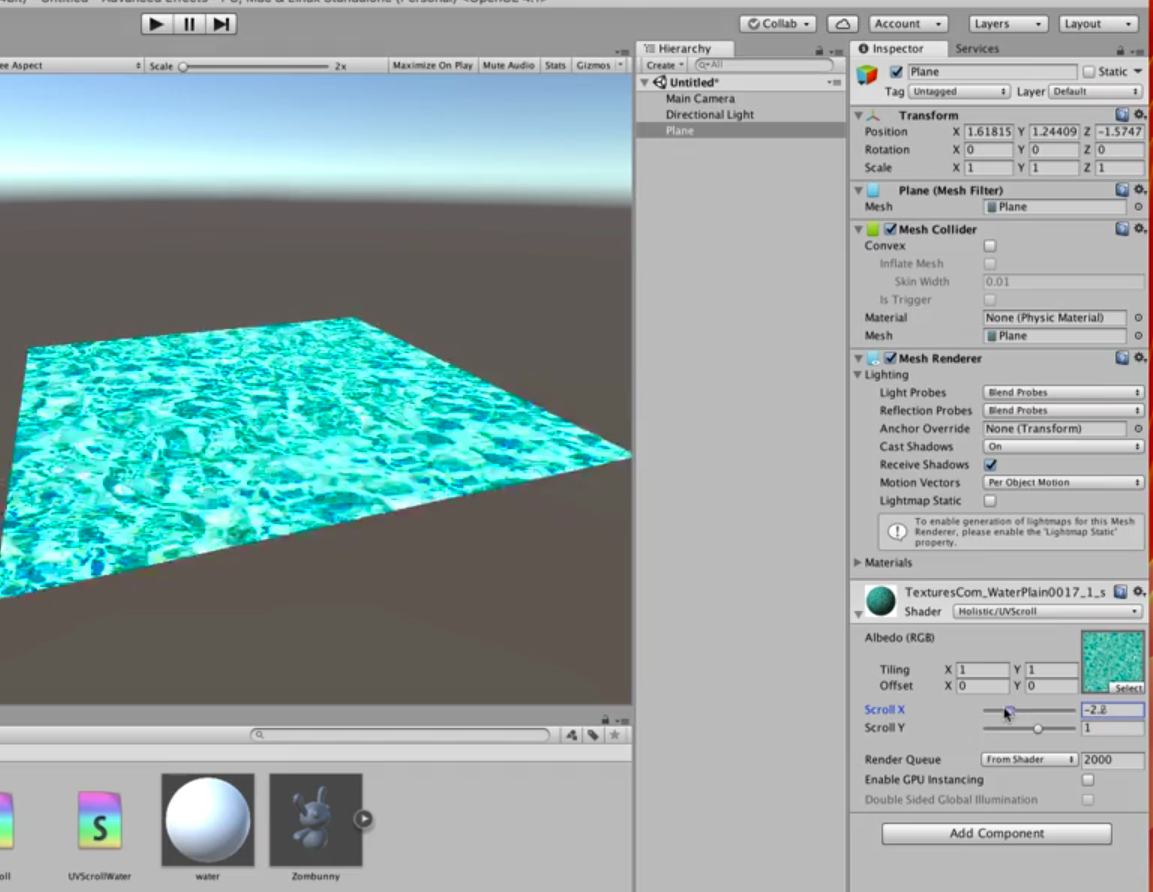 Collab
Account
Layers
Layout
Aspect
Scale
2x
Maximize On Play
Mute Audio
Stats
Gizmos
Hierarchy
Create
All
Untitled*
Main Camera
Directional Light
Plane
Inspector
Services
Plane
Static
Tag
Untagged
Layer
Default
Transform
Position X 1.61815 Y 1.24409 Z -1.5747
Rotation X 0 Y 0 Z 0
Scale X 1 Y 1 Z 1
Plane (Mesh Filter)
Mesh Plane
Mesh Collider
Convex
Inflate Mesh
Skin Width 0.01
Is Trigger
Material None (Physic Material)
Mesh Plane
Mesh Renderer
Lighting
Light Probes Blend Probes
Reflection Probes Blend Probes
Anchor Override None (Transform)
Cast Shadows On
Receive Shadows
Motion Vectors Per Object Motion
Lightmap Static
To enable generation of lightmaps for this Mesh
Renderer, please enable the 'Lightmap Static'
property.
Materials
TexturesCom_WaterPlain0017_1_s
Shader Holistic/UVScroll
Albedo (RGB)
Tiling X 1 Y 1
Offset X 0 Y 0
Select
Scroll X
Scroll Y 1
Render Queue From Shader 2000
Enable GPU Instancing
Double Sided Global Illumination
Add Component
S
UVScrollWater
water
Zombunny